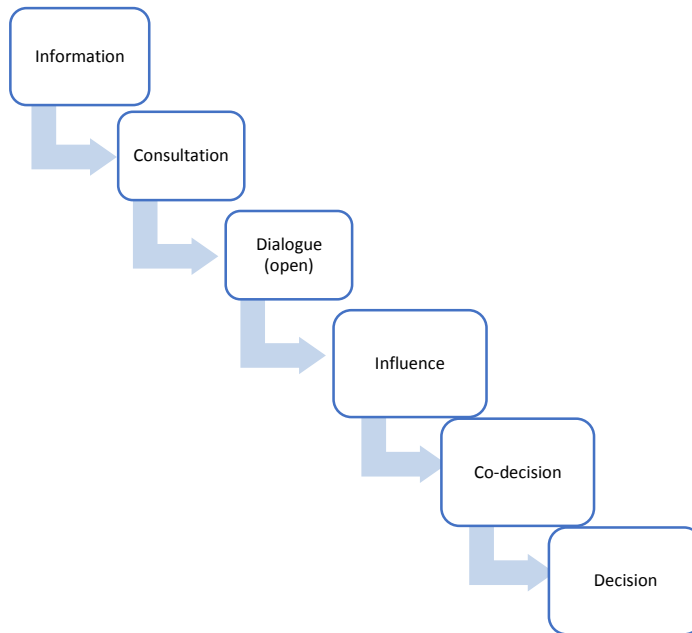 Information
Consultation
Dialogue
(open)
Influence
Co-decision
Decision